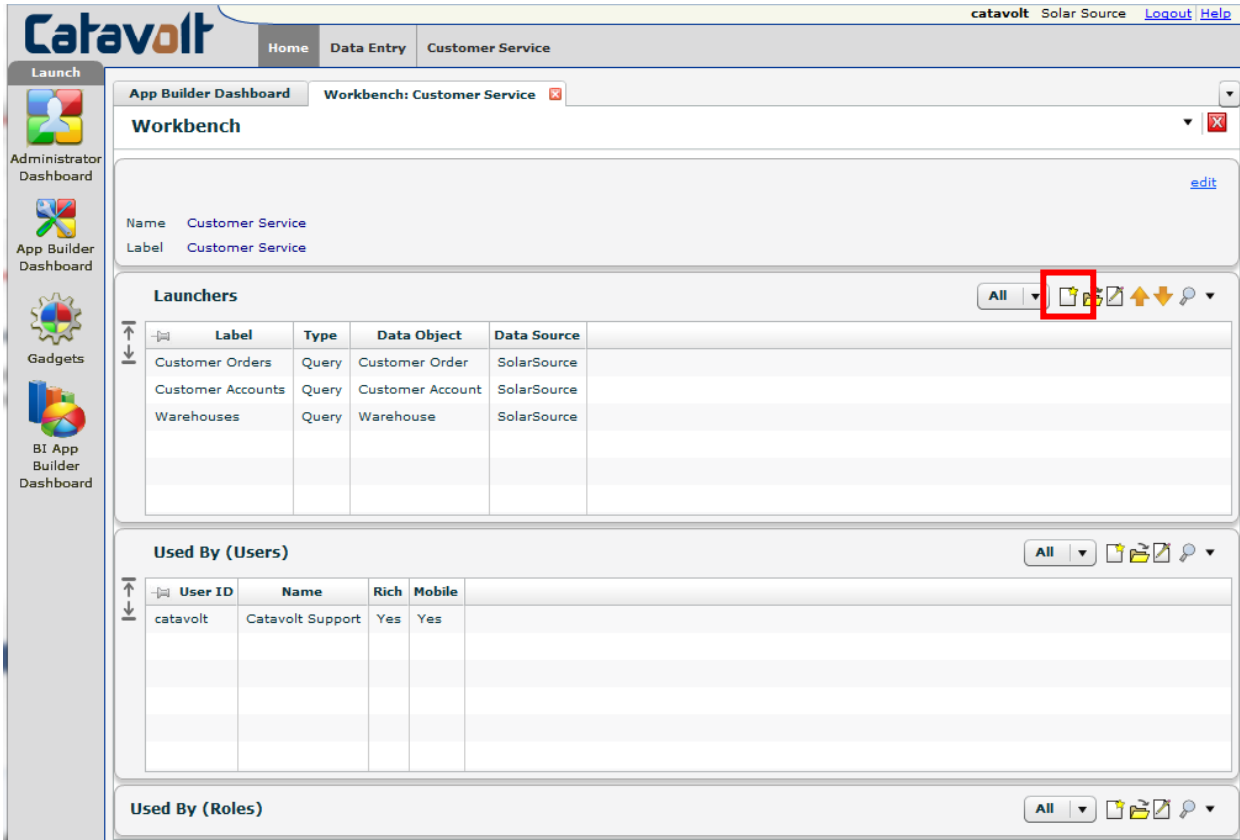 catavolt Solar Source Logout Help
Catavolt
Home Data Entry Customer Service
Launch
Administrator
Dashboard
App Builder
Dashboard
Gadgets
BI App
Builder
Dashboard
App Builder Dashboard Workbench: Customer Service
Workbench
edit
Name Customer Service
Label Customer Service
Launchers All
Label Type Data Object Data Source
Customer Orders Query Customer Order SolarSource
Customer Accounts Query Customer Account SolarSource
Warehouses Query Warehouse SolarSource
Used By (Users) All
User ID Name Rich Mobile
catavolt Catavolt Support Yes Yes
Used By (Roles) All